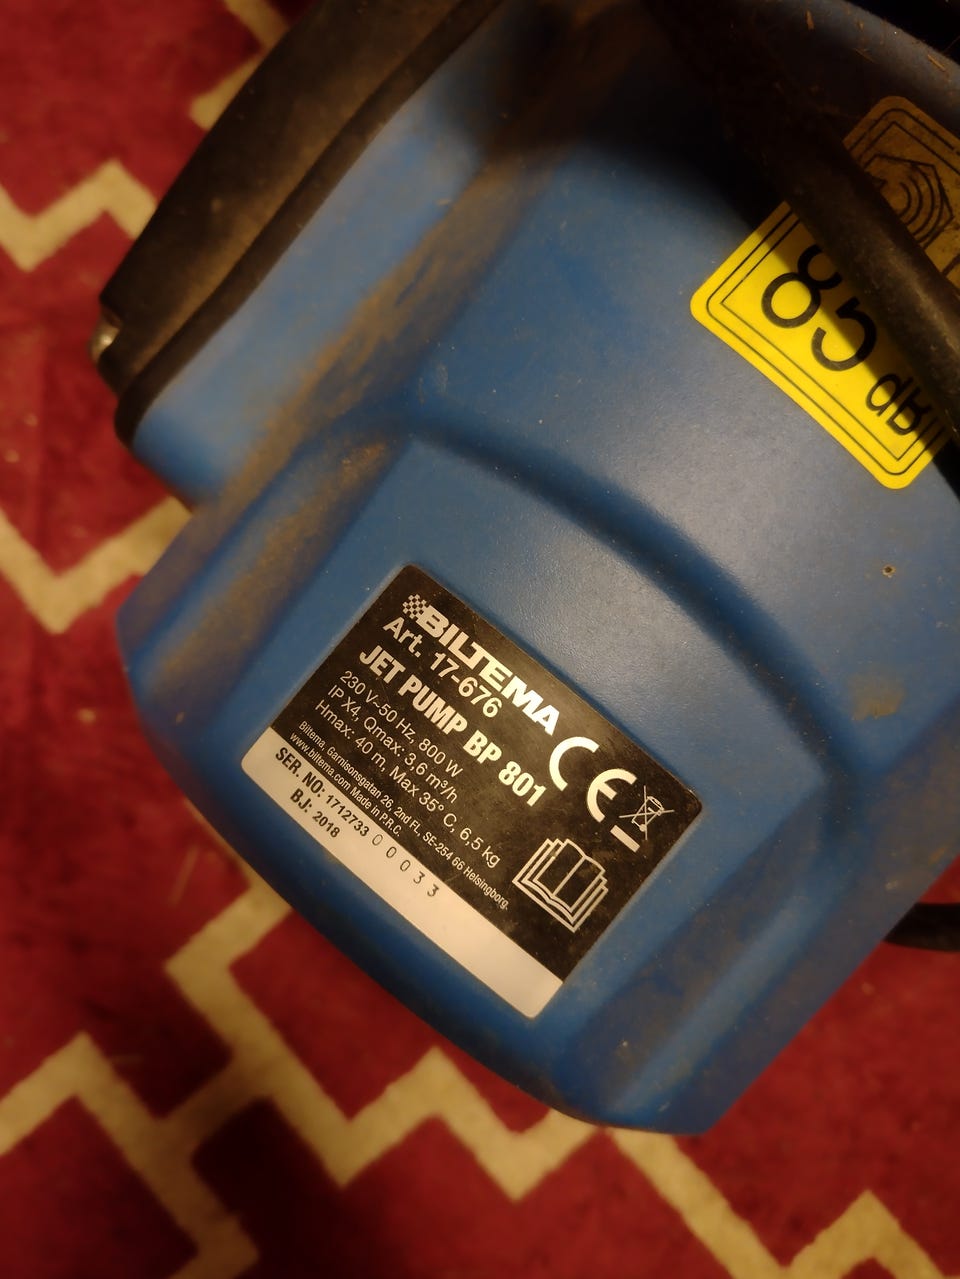 BILTEMA
Art. 17-676
JET PUMP BP 801
230 V~50 Hz, 800 W
IPX4, Qmax: 3,6 m³/h
Hmax: 40 m, Max 35° C, 6,5 kg
Biltema, Garnisonsgatan 26, 2nd FL, SE-254 66 Helsingborg.
www.biltema.com Made in P.R.C.
SER. NO: 1712733 00033
BJ: 2018
CE
85
dB